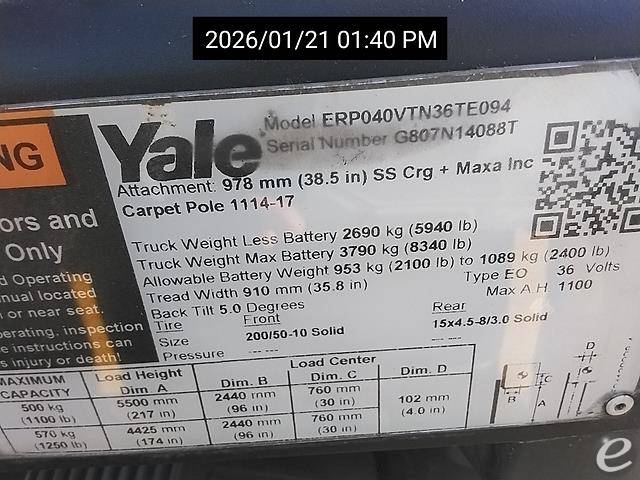 2026/01/21 01:40 PM
NG
ors and
Only
d Operating
nual located
l or near seat.
perating, inspection
e instructions can
s injury or death!
Yale
Model ERP040VTN36TE094
Serial Number G807N14088T
Attachment: 978 mm (38.5 in) SS Crg + Maxa Inc
Carpet Pole 1114-17
Truck Weight Less Battery 2690 kg (5940 lb)
Truck Weight Max Battery 3790 kg (8340 lb)
Allowable Battery Weight 953 kg (2100 lb) to 1089 kg (2400 lb)
Tread Width 910 mm (35.8 in) Type EO 36 Volts
Back Tilt 5.0 Degrees Max A.H. 1100
Tire Front Rear
Size 200/50-10 Solid 15x4.5-8/3.0 Solid
Pressure --- --- --- ---
MAXIMUM CAPACITY Load Height Dim. A Load Center
Dim. B Dim. C Dim. D
500 kg (1100 lb) 5500 mm (217 in) 2440 mm (96 in) 760 mm (30 in) 102 mm (4.0 in)
570 kg (1250 lb) 4425 mm (174 in) 2440 mm (96 in) 760 mm (30 in)
D
C
B A
e